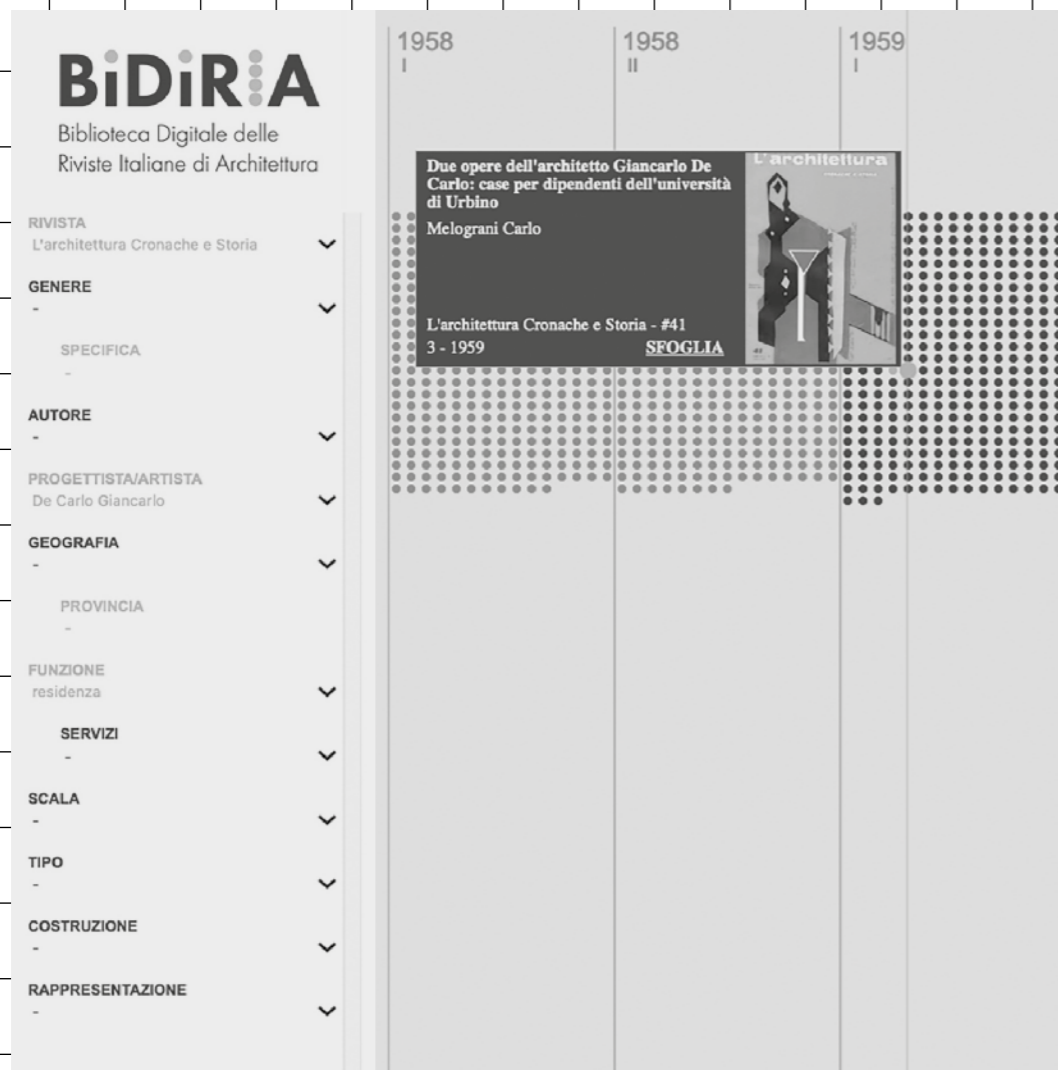 BiDiRiA
Biblioteca Digitale delle
Riviste Italiane di Architettura
RIVISTA
L'architettura Cronache e Storia
GENERE
-
SPECIFICA
-
AUTORE
-
PROGETTISTA/ARTISTA
De Carlo Giancarlo
GEOGRAFIA
-
PROVINCIA
-
FUNZIONE
residenza
SERVIZI
-
SCALA
-
TIPO
-
COSTRUZIONE
-
RAPPRESENTAZIONE
-
1958
I
1958
II
1959
I
Due opere dell'architetto Giancarlo De
Carlo: case per dipendenti dell'università
di Urbino
Melograni Carlo
L'architettura Cronache e Storia - #41
3 - 1959
SFOGLIA
L'architettura